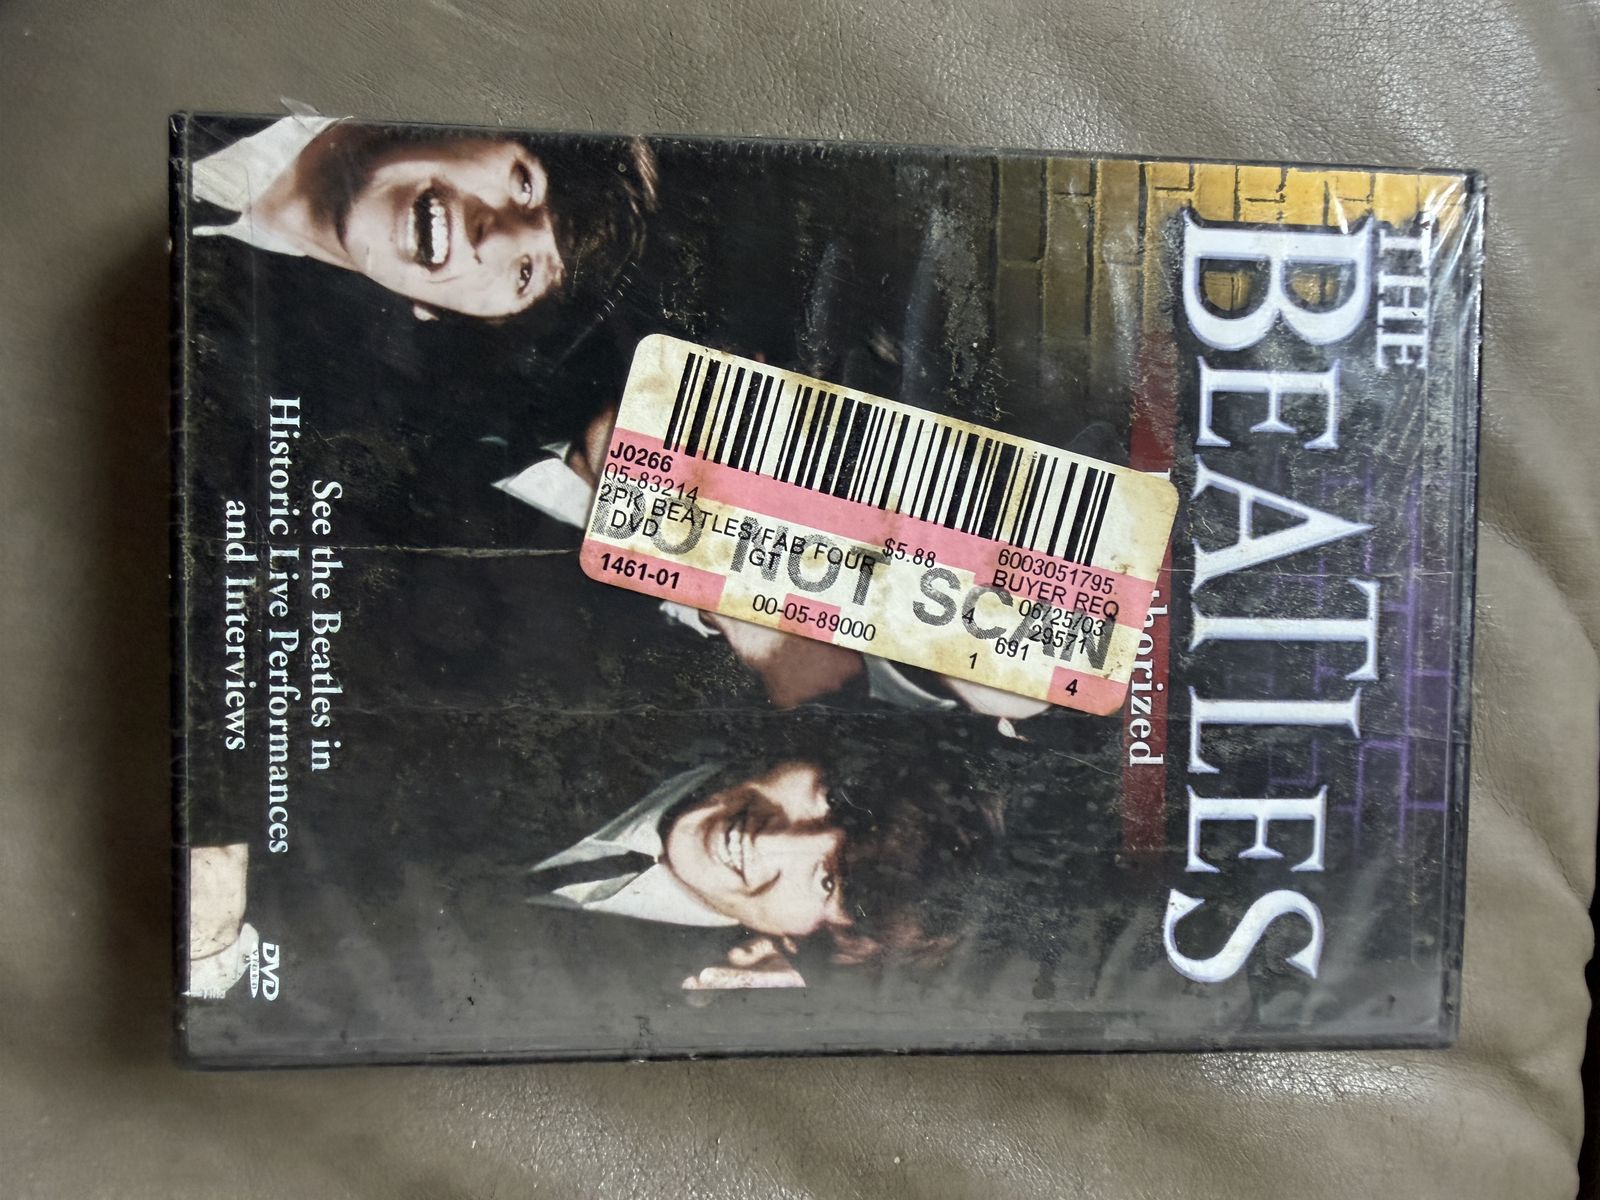 THE
BEATLES
J0266
05-83214
2PK BEATLES/FAB FOUR
DVD
GT
$5.88
6003051795
BUYER REQ
06/25/03
29571
4
691
1
DO NOT SCAN
1461-01
00-05-89000
4
See the Beatles in
Historic Live Performances
and Interviews
DVD
VIDEO